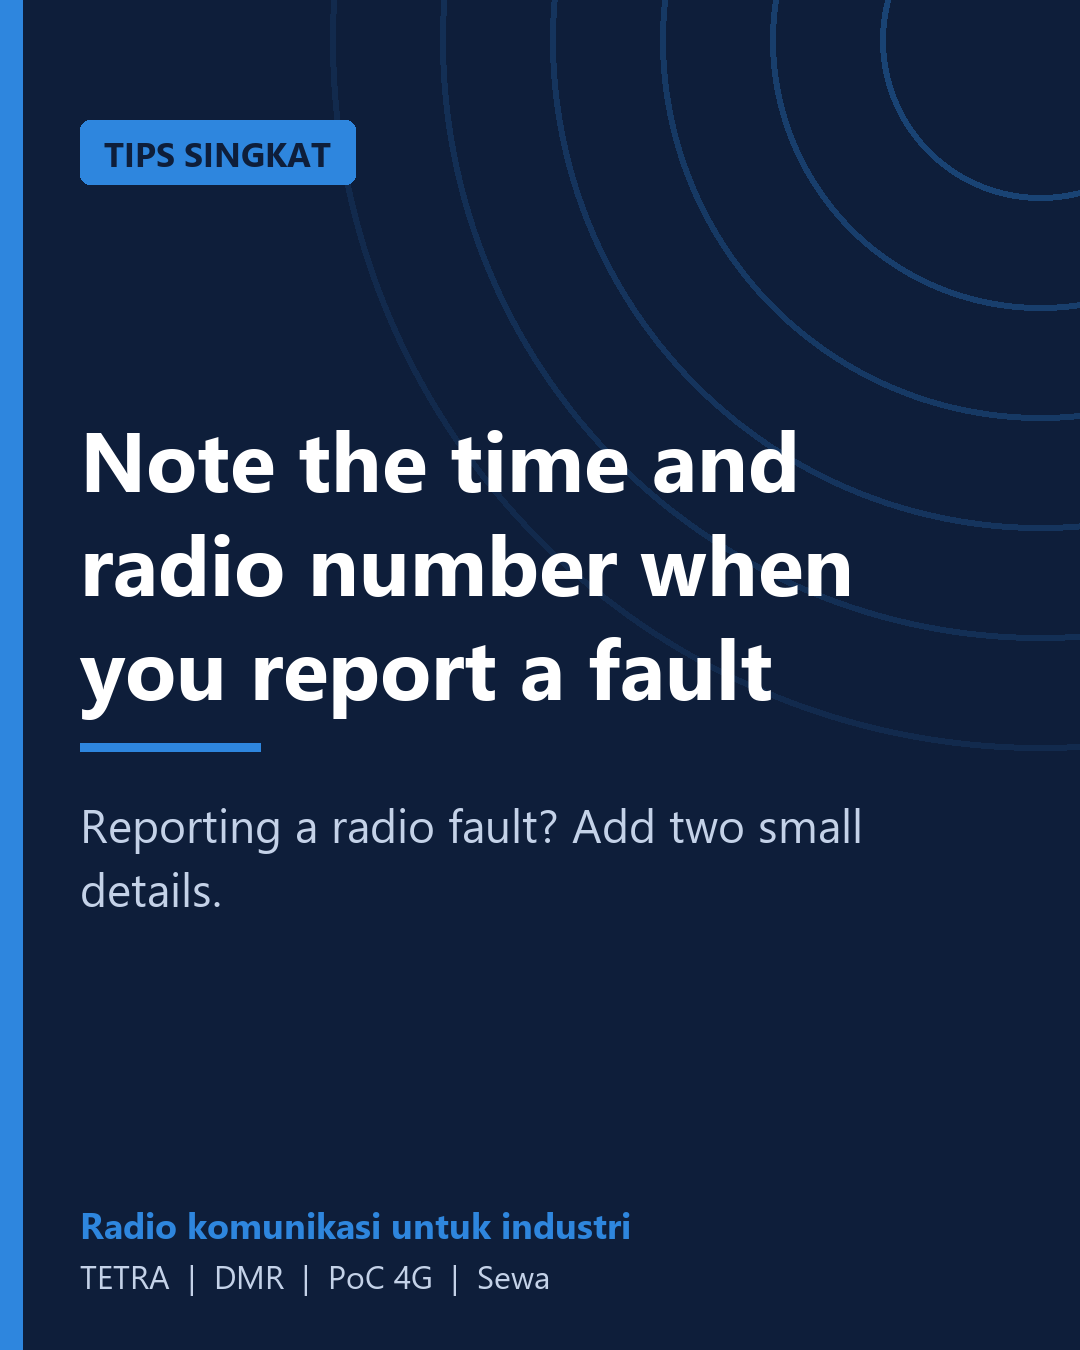 TIPS SINGKAT
Note the time and
radio number when
you report a fault
Reporting a radio fault? Add two small
details.
Radio komunikasi untuk industri
TETRA | DMR | PoC 4G | Sewa